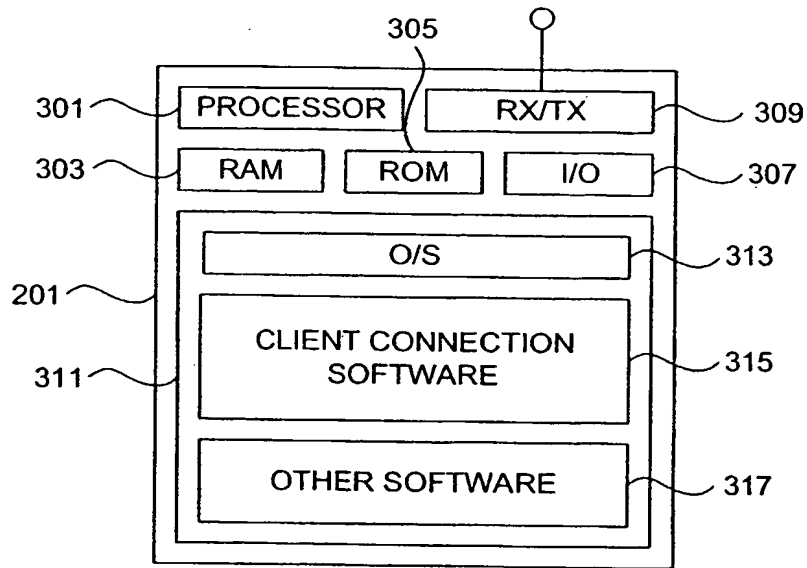 305
301 PROCESSOR RX/TX 309
303 RAM ROM I/O 307
O/S 313
201
CLIENT CONNECTION
SOFTWARE 315
311
OTHER SOFTWARE 317